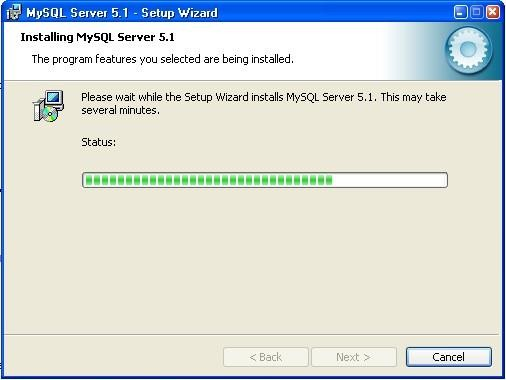 MySQL Server 5.1 - Setup Wizard
Installing MySQL Server 5.1
The program features you selected are being installed.
Please wait while the Setup Wizard installs MySQL Server 5.1. This may take
several minutes.
Status:
< Back Next > Cancel